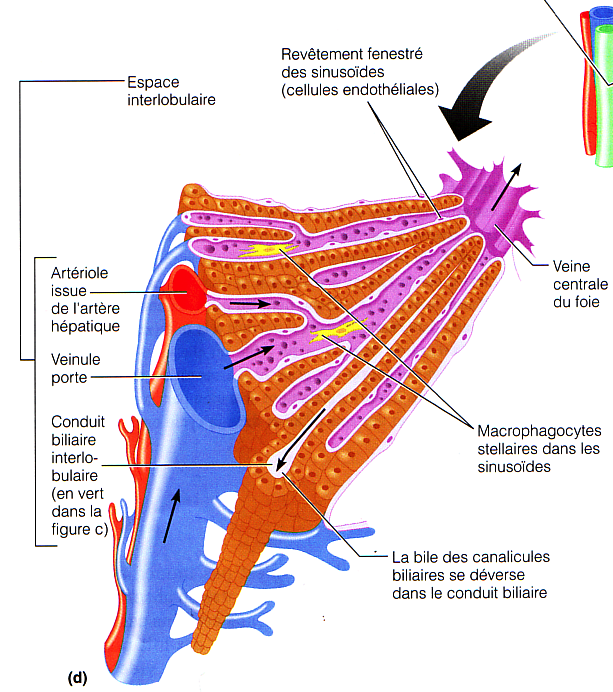 Revêtement fenestré
des sinusoïdes
(cellules endothéliales)
Espace
interlobulaire
Artériole
issue
de l'artère
hépatique
Veinule
porte
Conduit
biliaire
interlo-
bulaire
(en vert
dans la
figure c)
Veine
centrale
du foie
Macrophagocytes
stellaires dans les
sinusoïdes
La bile des canalicules
biliaires se déverse
dans le conduit biliaire
(d)